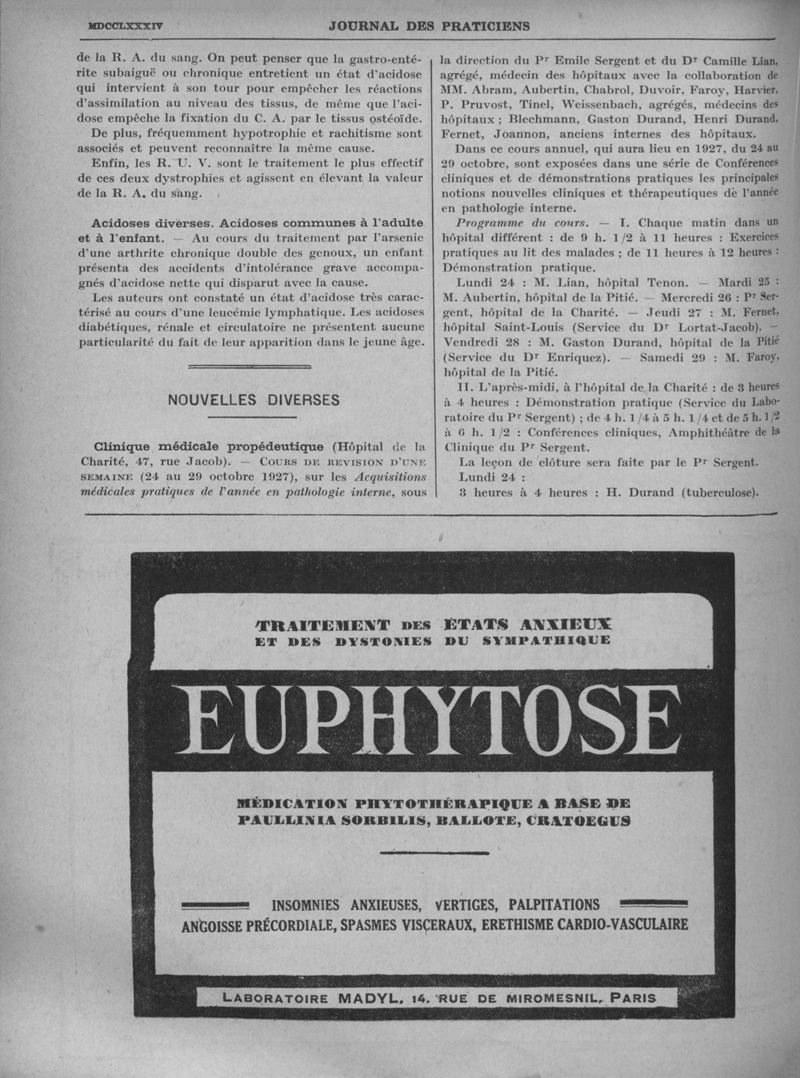 MDCCLXXXIV
JOURNAL DES PRATICIENS
de la R. A. du sang. On peut penser que la gastro-enté-
rite subaiguë ou chronique entretient un état d'acidose
qui intervient à son tour pour empêcher les réactions
d'assimilation au niveau des tissus, de même que l'aci-
dose empêche la fixation du C. A. par le tissus ostéoïde.
De plus, fréquemment hypotrophie et rachitisme sont
associés et peuvent reconnaître la même cause.
Enfin, les R. U. V. sont le traitement le plus effectif
de ces deux dystrophies et agissent en élevant la valeur
de la R. A. du sang.
Acidoses diverses. Acidoses communes à l'adulte
et à l'enfant. — Au cours du traitement par l'arsenic
d'une arthrite chronique double des genoux, un enfant
présenta des accidents d'intolérance grave accompa-
gnés d'acidose nette qui disparut avec la cause.
Les auteurs ont constaté un état d'acidose très carac-
térisé au cours d'une leucémie lymphatique. Les acidoses
diabétiques, rénale et circulatoire ne présentent aucune
particularité du fait de leur apparition dans le jeune âge.
NOUVELLES DIVERSES
Clinique médicale propédeutique (Hôpital de la
Charité, 47, rue Jacob). — COURS DE REVISION D'UNE
SEMAINE (24 au 29 octobre 1927), sur les Acquisitions
médicales pratiques de l'année en pathologie interne, sous
la direction du Pr Emile Sergent et du Dr Camille Lian,
agrégé, médecin des hôpitaux avec la collaboration de
MM. Abram, Aubertin, Chabrol, Duvoir, Faroy, Harvier,
P. Pruvost, Tinel, Weissenbach, agrégés, médecins des
hôpitaux ; Blechmann, Gaston Durand, Henri Durand,
Fernet, Joannon, anciens internes des hôpitaux.
Dans ce cours annuel, qui aura lieu en 1927, du 24 au
29 octobre, sont exposées dans une série de Conférences
cliniques et de démonstrations pratiques les principales
notions nouvelles cliniques et thérapeutiques de l'année
en pathologie interne.
Programme du cours. — I. Chaque matin dans un
hôpital différent : de 9 h. 1/2 à 11 heures : Exercices
pratiques au lit des malades ; de 11 heures à 12 heures :
Démonstration pratique.
Lundi 24 : M. Lian, hôpital Tenon. — Mardi 25 :
M. Aubertin, hôpital de la Pitié. — Mercredi 26 : Pr Ser-
gent, hôpital de la Charité. — Jeudi 27 : M. Fernet,
hôpital Saint-Louis (Service du Dr Lortat-Jacob). —
Vendredi 28 : M. Gaston Durand, hôpital de la Pitié
(Service du Dr Enriquez). — Samedi 29 : M. Faroy,
hôpital de la Pitié.
II. L'après-midi, à l'hôpital de la Charité : de 3 heures
à 4 heures : Démonstration pratique (Service du Labo-
ratoire du Pr Sergent) ; de 4 h. 1/4 à 5 h. 1/4 et de 5 h. 1/2
à 6 h. 1/2 : Conférences cliniques, Amphithéâtre de la
Clinique du Pr Sergent.
La leçon de clôture sera faite par le Pr Sergent.
Lundi 24 :
3 heures à 4 heures : H. Durand (tuberculose).
TRAITEMENT DES ÉTATS ANXIEUX
ET DES DYSTONIES DU SYMPATHIQUE
EUPHYTOSE
MÉDICATION PHYTOTHÉRAPIQUE A BASE DE
PAULLINIA SORBILIS, BALLOTE, CRATOEGUS
INSOMNIES ANXIEUSES, VERTIGES, PALPITATIONS
ANGOISSE PRÉCORDIALE, SPASMES VISCERAUX, ERETHISME CARDIO-VASCULAIRE
LABORATOIRE MADYL, 14, RUE DE MIROMESNIL, PARIS